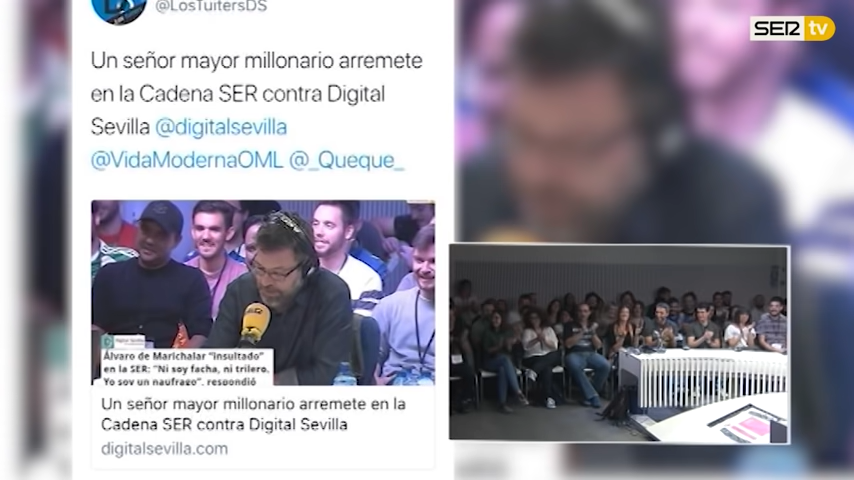 @LosTuitersDS
SER tv
Un señor mayor millonario arremete
en la Cadena SER contra Digital
Sevilla @digitalsevilla
@VidaModernaOML @_Queque_
Álvaro de Marichalar "insultado"
en la SER: "Ni soy facha, ni trilero.
Yo soy un naufrago", respondió
Un señor mayor millonario arremete en la
Cadena SER contra Digital Sevilla
digitalsevilla.com